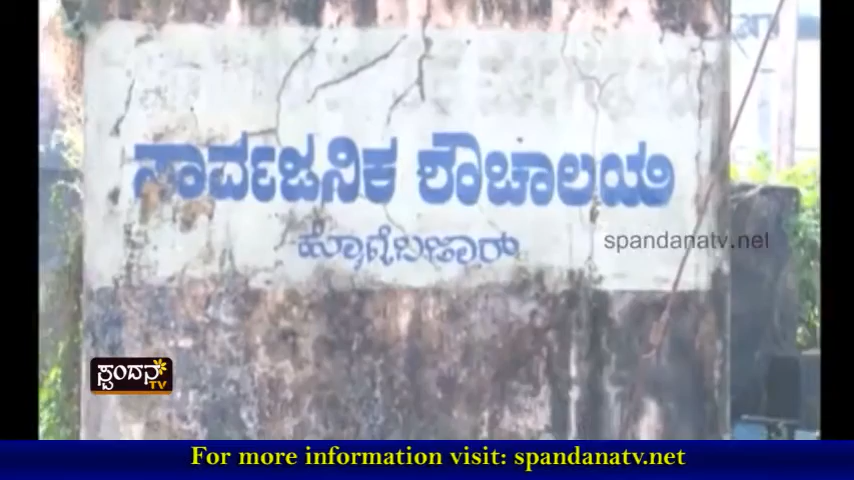 ಸಾರ್ವಜನಿಕ ಶೌಚಾಲಯ
ಹೊಗೆಬಜಾರ್
spandanatv.net
ಸ್ಪಂದನ
TV
For more information visit: spandanatv.net